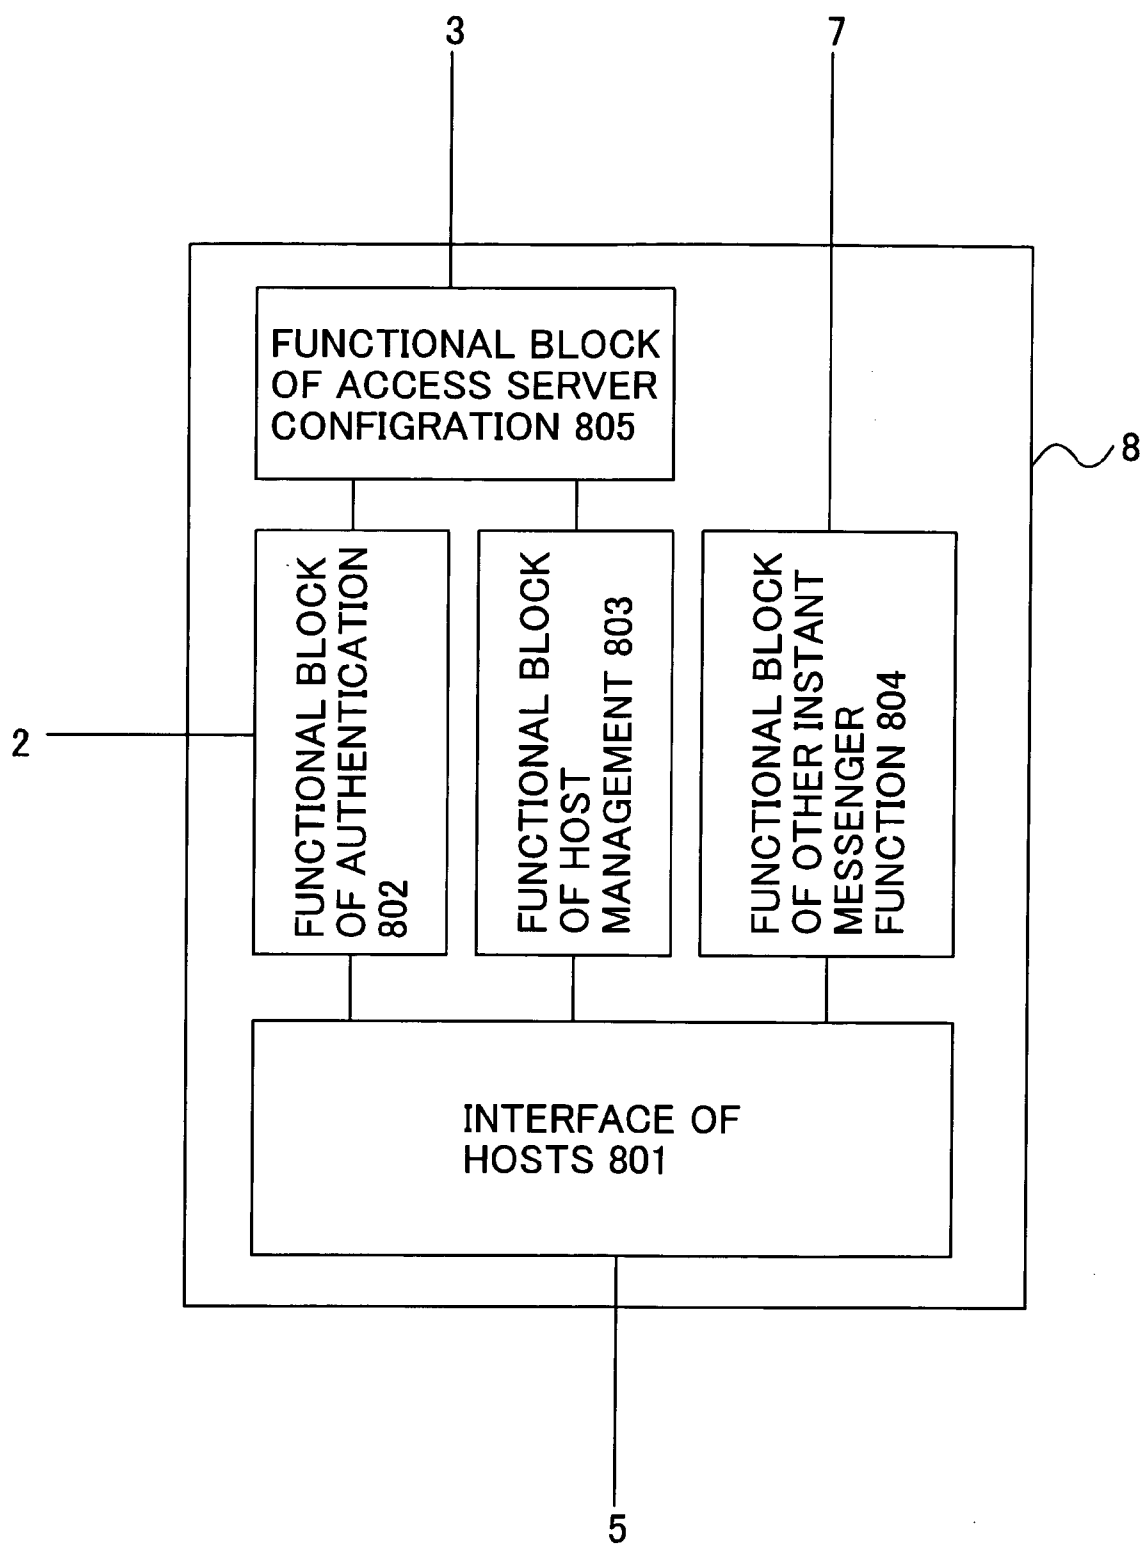 3
7
FUNCTIONAL BLOCK
OF ACCESS SERVER
CONFIGRATION 805
8
FUNCTIONAL BLOCK
OF AUTHENTICATION
802
FUNCTIONAL BLOCK
OF HOST
MANAGEMENT 803
FUNCTIONAL BLOCK
OF OTHER INSTANT
MESSENGER
FUNCTION 804
2
INTERFACE OF
HOSTS 801
5